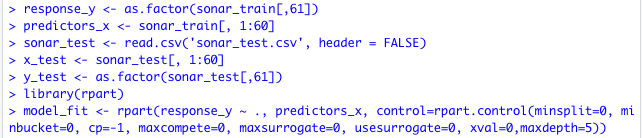 > response_y <- as.factor(sonar_train[,61])
> predictors_x <- sonar_train[, 1:60]
> sonar_test <- read.csv('sonar_test.csv', header = FALSE)
> x_test <- sonar_test[, 1:60]
> y_test <- as.factor(sonar_test[,61])
> library(rpart)
> model_fit <- rpart(response_y ~ ., predictors_x, control=rpart.control(minsplit=0, mi
nbucket=0, cp=-1, maxcompete=0, maxsurrogate=0, usesurrogate=0, xval=0,maxdepth=5))